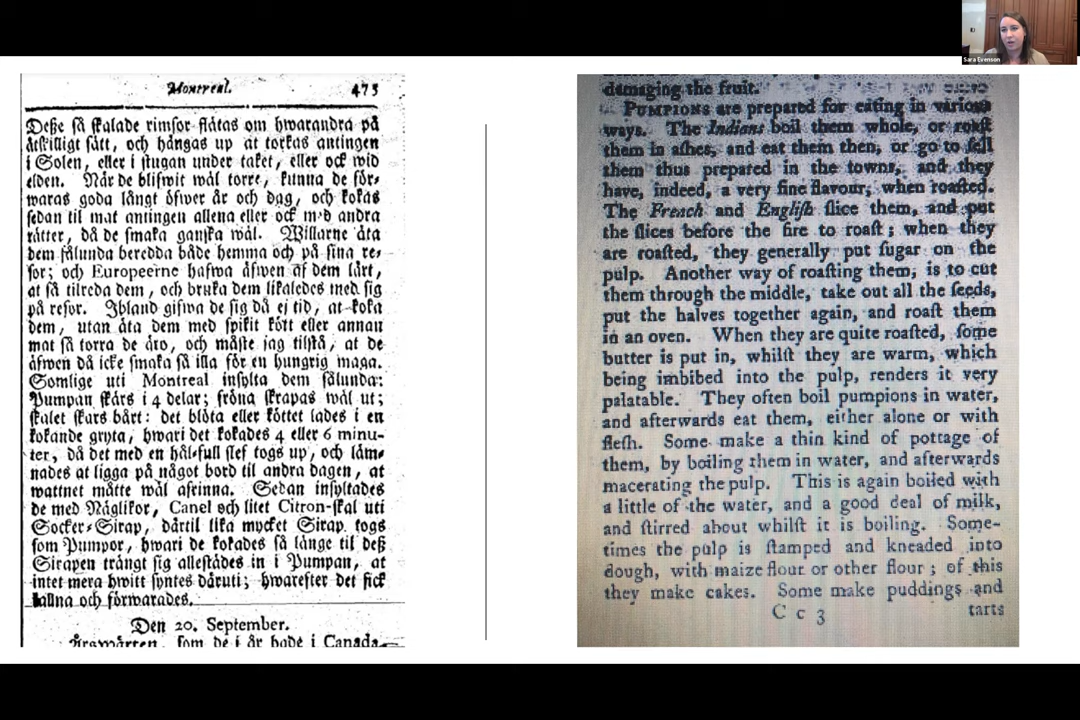 Sara Evenson
Montreal. 473
Deße så skalade rimsor flätas om hwarandra på
åtskilligt sätt, och hängas up at torkas antingen
i Solen, eller i stugan under taket, eller ock wid
elden. När de blifwit wäl torre, kunna de för-
waras goda långt öfwer år och dag, och kokas
sedan til mat antingen allena eller ock med andra
rätter, då de smaka ganska wäl. Willarne äta
dem sålunda beredda både hemma och på sina re-
sor; och Europeerne hafwa äfwen af dem lärt,
at så tilreda dem, och bruka dem likaledes med sig
på resor. Ibland gifwa de sig då ej tid, at koka
dem, utan äta dem med spikit kött eller annan
mat så torra de äro, och måste jag tilstå, at de
äfwen då icke smaka så illa för en hungrig maga.
Somlige uti Montreal insylta dem sålunda:
Pumpan skärs i 4 delar; fröna skrapas wäl ut;
skalet skärs bårt: det blöta eller köttet lades i en
kokande gryta, hwari det kokades 4 eller 6 minu-
ter, då det med en hål-full slef togs up, och läm-
nades at ligga på något bord til andra dagen, at
wattnet måtte wäl afrinna. Sedan insyltades
de med Näglikor, Canel och litet Citron-skal uti
Socker-Sirap, därtil lika mycket Sirap togs
som Pumpor, hwari de kokades så länge til deß
Sirapen trängt sig allestädes in i Pumpan, at
intet mera hwitt syntes däruti; hwarefter det fick
kallna och förwarades.
Den 20. September.
Årswärten, som de i år hade i Canada
damaging the fruit.
PUMPIONS are prepared for eating in various
ways. The Indians boil them whole, or roaſt
them in aſhes, and eat them then, or go to ſell
them thus prepared in the towns, and they
have, indeed, a very fine flavour, when roaſted.
The French and Engliſh ſlice them, and put
the ſlices before the fire to roaſt; when they
are roaſted, they generally put ſugar on the
pulp. Another way of roaſting them, is to cut
them through the middle, take out all the ſeeds,
put the halves together again, and roaſt them
in an oven. When they are quite roaſted, ſome
butter is put in, whilſt they are warm, which
being imbibed into the pulp, renders it very
palatable. They often boil pumpions in water,
and afterwards eat them, either alone or with
fleſh. Some make a thin kind of pottage of
them, by boiling them in water, and afterwards
macerating the pulp. This is again boiled with
a little of the water, and a good deal of milk,
and ſtirred about whilſt it is boiling. Some-
times the pulp is ſtamped and kneaded into
dough, with maize flour or other flour; of this
they make cakes. Some make puddings and
C c 3 tarts